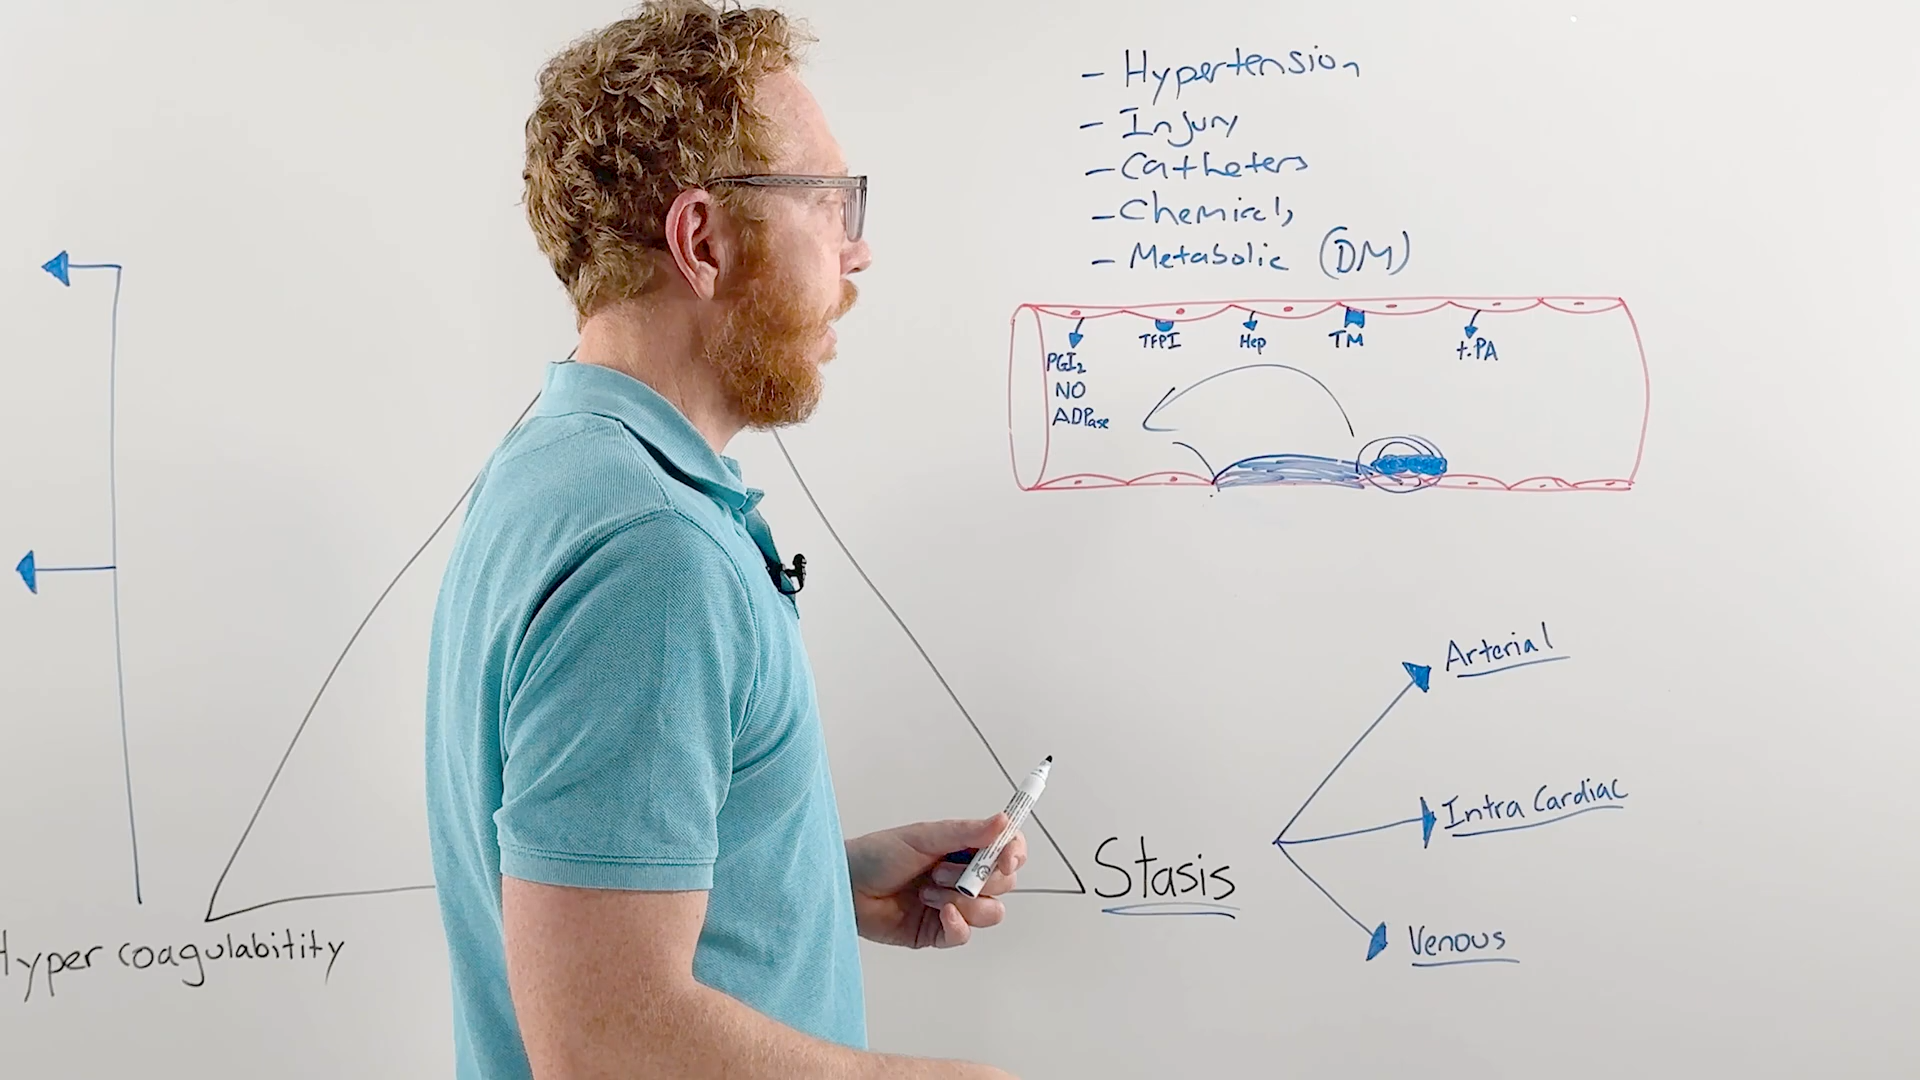 - Hypertension
- Injury
- Catheters
- Chemicals
- Metabolic (DM)
PGI2
NO
ADPase
TFPI
Hep
TM
t-PA
Arterial
Intra Cardiac
Venous
Stasis
Hyper coagulabitity